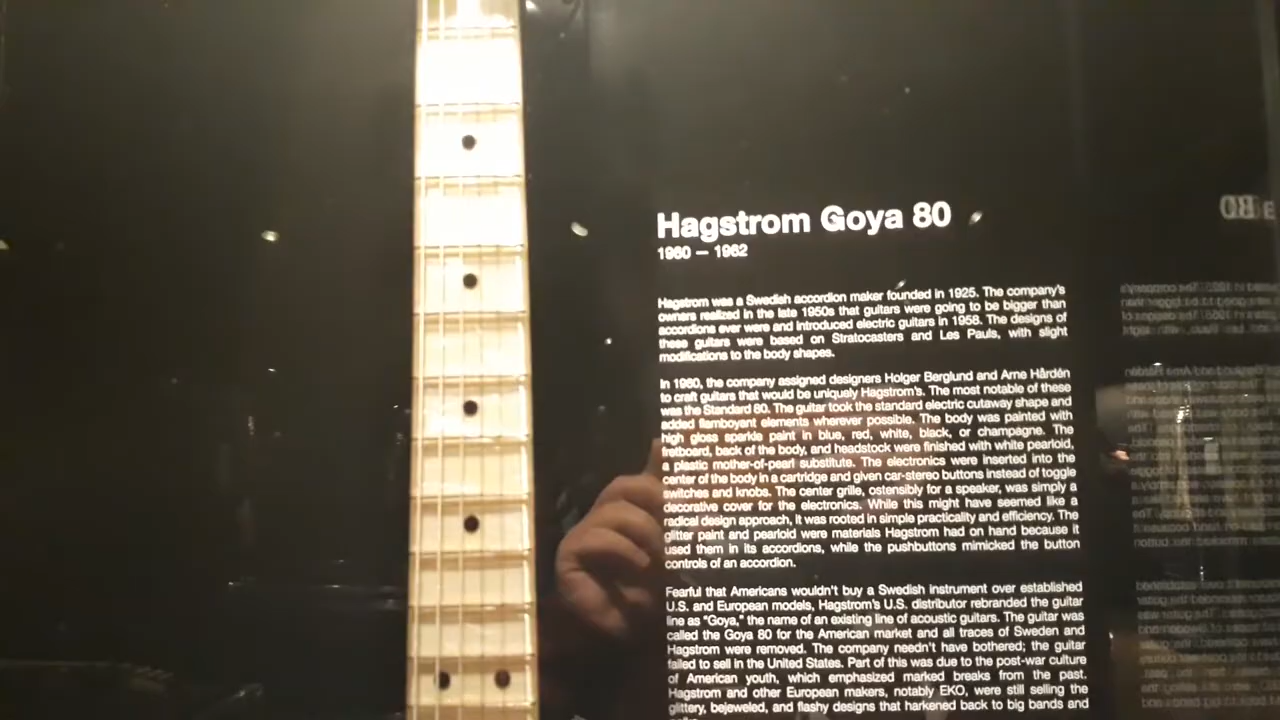 Hagstrom Goya 80
1960 — 1962
Hagstrom was a Swedish accordion maker founded in 1925. The company's
owners realized in the late 1950s that guitars were going to be bigger than
accordions ever were and introduced electric guitars in 1958. The designs of
these guitars were based on Stratocasters and Les Pauls, with slight
modifications to the body shapes.
In 1960, the company assigned designers Holger Berglund and Arne Hårdén
to craft guitars that would be uniquely Hagstrom's. The most notable of these
was the Standard 80. The guitar took the standard electric cutaway shape and
added flamboyant elements wherever possible. The body was painted with
high gloss sparkle paint in blue, red, white, black, or champagne. The
fretboard, back of the body, and headstock were finished with white pearloid,
a plastic mother-of-pearl substitute. The electronics were inserted into the
center of the body in a cartridge and given car-stereo buttons instead of toggle
switches and knobs. The center grille, ostensibly for a speaker, was simply a
decorative cover for the electronics. While this might have seemed like a
radical design approach, it was rooted in simple practicality and efficiency. The
glitter paint and pearloid were materials Hagstrom had on hand because it
used them in its accordions, while the pushbuttons mimicked the button
controls of an accordion.
Fearful that Americans wouldn't buy a Swedish instrument over established
U.S. and European models, Hagstrom's U.S. distributor rebranded the guitar
line as "Goya," the name of an existing line of acoustic guitars. The guitar was
called the Goya 80 for the American market and all traces of Sweden and
Hagstrom were removed. The company needn't have bothered; the guitar
failed to sell in the United States. Part of this was due to the post-war culture
of American youth, which emphasized marked breaks from the past.
Hagstrom and other European makers, notably EKO, were still selling the
glittery, bejeweled, and flashy designs that harkened back to big bands and